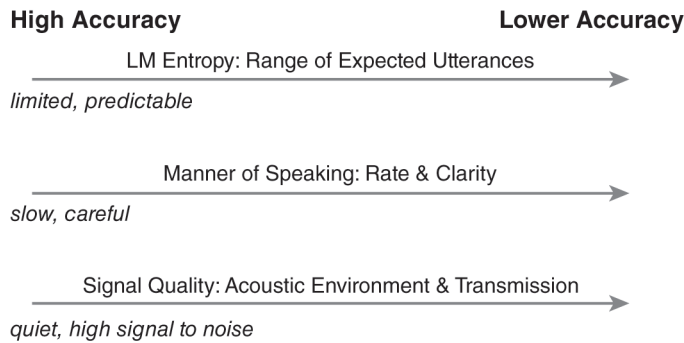 High Accuracy Lower Accuracy
LM Entropy: Range of Expected Utterances
limited, predictable
Manner of Speaking: Rate & Clarity
slow, careful
Signal Quality: Acoustic Environment & Transmission
quiet, high signal to noise